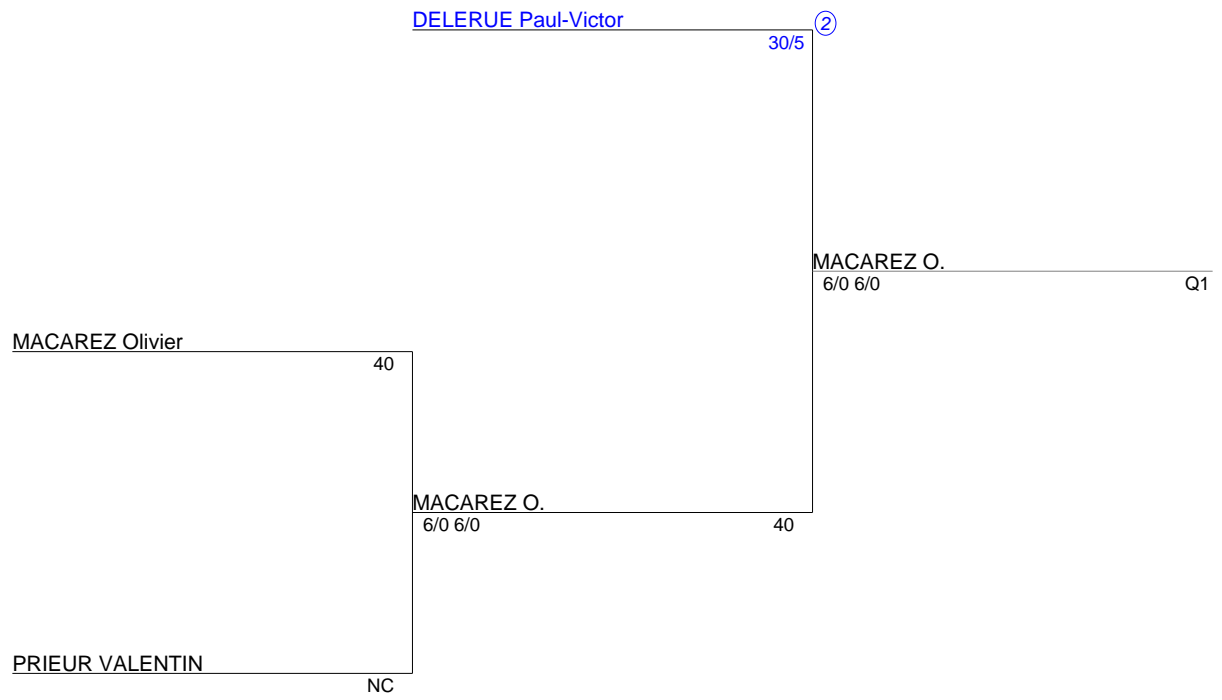 DELERUE Paul-Victor
2
30/5
MACAREZ O.
6/0 6/0
Q1
MACAREZ Olivier
40
MACAREZ O.
6/0 6/0
40
PRIEUR VALENTIN
NC